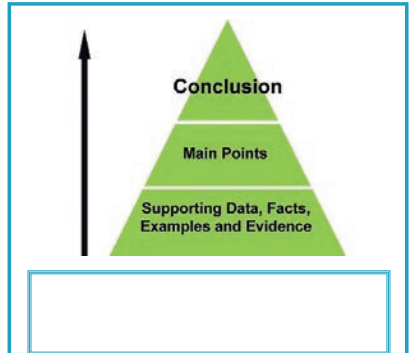 Conclusion
Main Points
Supporting Data, Facts,
Examples and Evidence